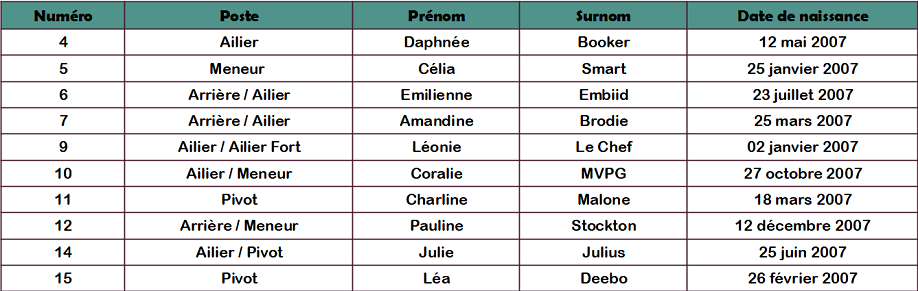 Numéro Poste Prénom Surnom Date de naissance
4 Ailier Daphnée Booker 12 mai 2007
5 Meneur Célia Smart 25 janvier 2007
6 Arrière / Ailier Emilienne Embiid 23 juillet 2007
7 Arrière / Ailier Amandine Brodie 25 mars 2007
9 Ailier / Ailier Fort Léonie Le Chef 02 janvier 2007
10 Ailier / Meneur Coralie MVPG 27 octobre 2007
11 Pivot Charline Malone 18 mars 2007
12 Arrière / Meneur Pauline Stockton 12 décembre 2007
14 Ailier / Pivot Julie Julius 25 juin 2007
15 Pivot Léa Deebo 26 février 2007